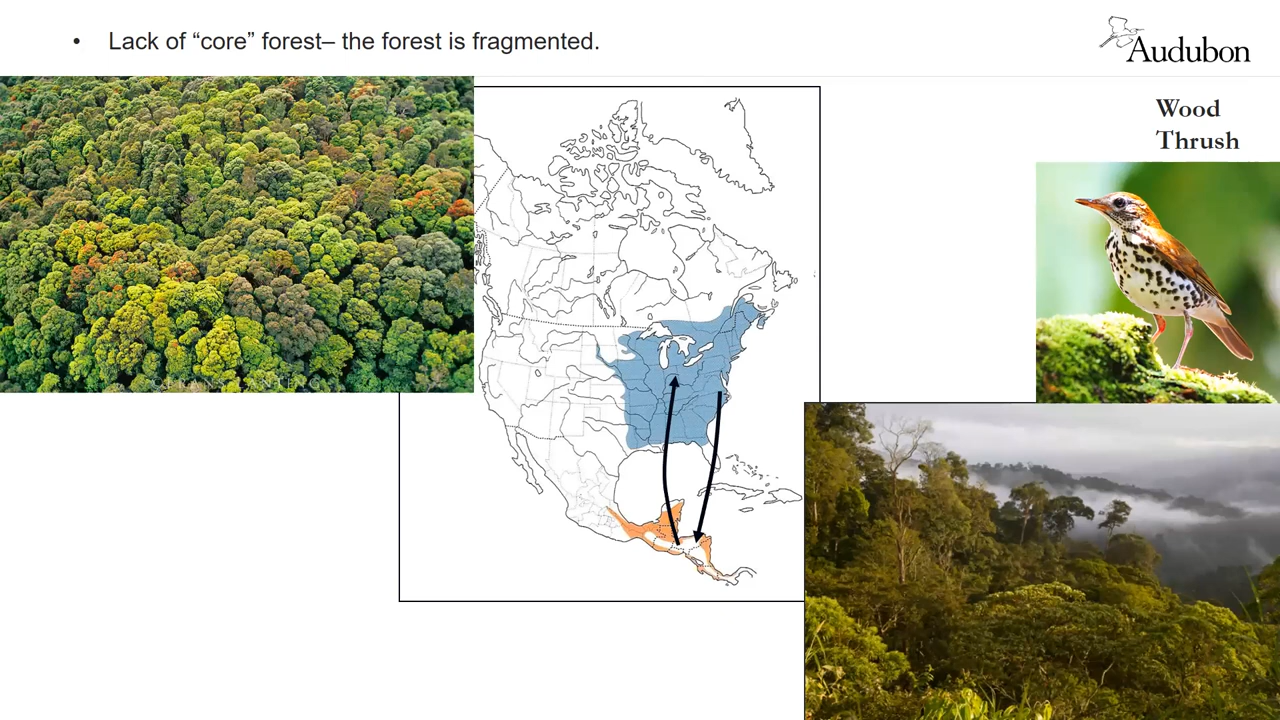 • Lack of “core” forest– the forest is fragmented.
Audubon
Wood
Thrush